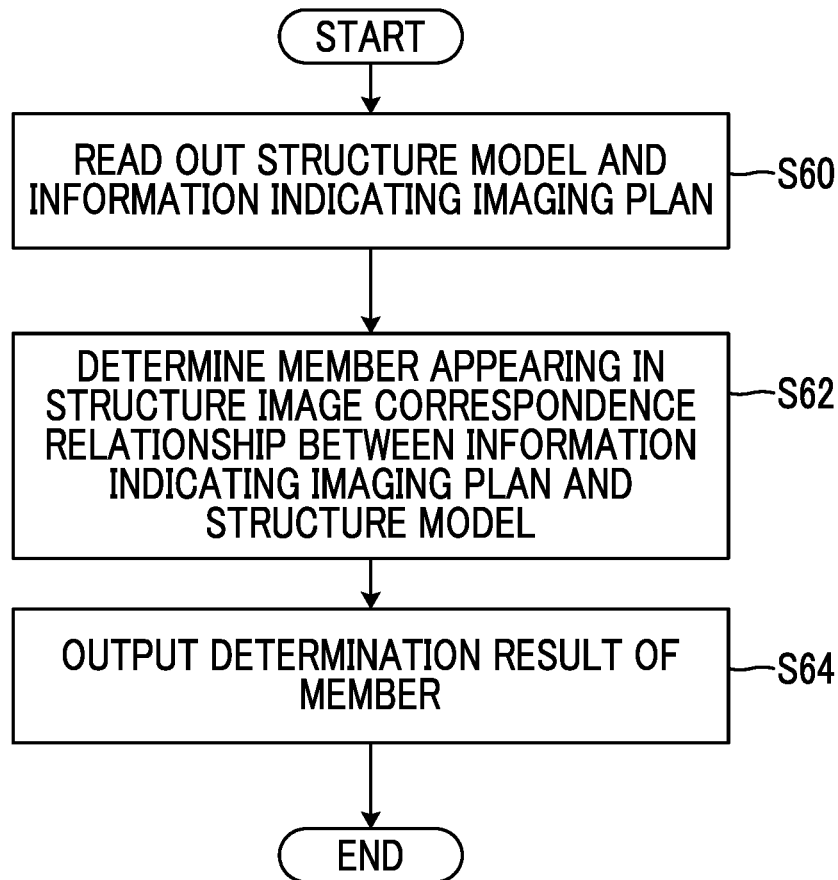 START
READ OUT STRUCTURE MODEL AND
INFORMATION INDICATING IMAGING PLAN
S60
DETERMINE MEMBER APPEARING IN
STRUCTURE IMAGE CORRESPONDENCE
RELATIONSHIP BETWEEN INFORMATION
INDICATING IMAGING PLAN AND
STRUCTURE MODEL
S62
OUTPUT DETERMINATION RESULT OF
MEMBER
S64
END